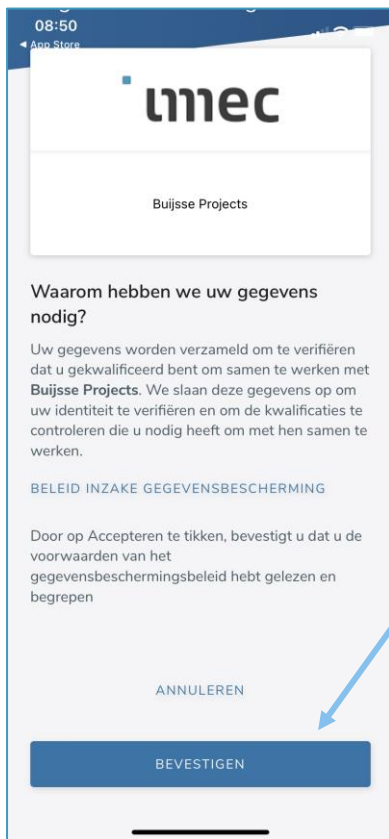 08:50
◀ App Store
imec
Buijsse Projects
Waarom hebben we uw gegevens
nodig?
Uw gegevens worden verzameld om te verifiëren
dat u gekwalificeerd bent om samen te werken met
Buijsse Projects. We slaan deze gegevens op om
uw identiteit te verifiëren en om de kwalificaties te
controleren die u nodig heeft om met hen samen te
werken.
BELEID INZAKE GEGEVENSBESCHERMING
Door op Accepteren te tikken, bevestigt u dat u de
voorwaarden van het
gegevensbeschermingsbeleid hebt gelezen en
begrepen
ANNULEREN
BEVESTIGEN